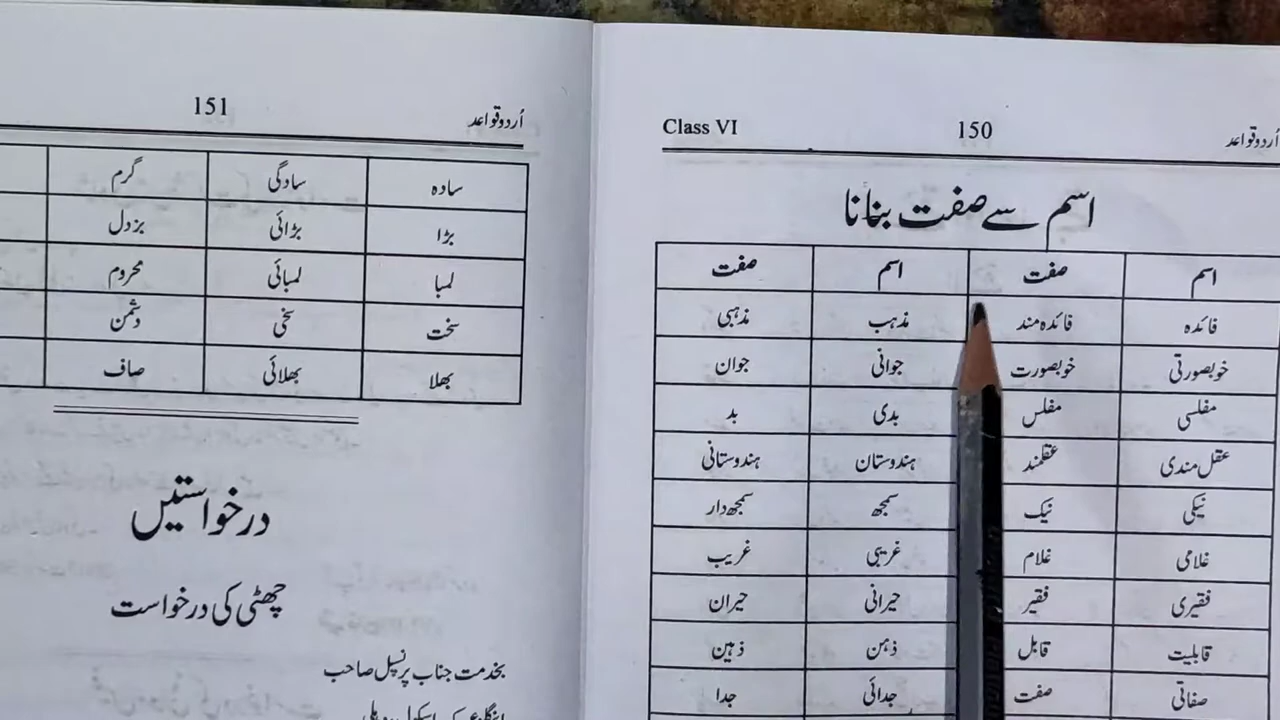 Class VI 150 اُردو قواعد
اسم سے صفت بنانا
اسم صفت اسم صفت
فائدہ فائدہ مند مذہب مذہبی
خوبصورتی خوبصورت جوانی جوان
مفلسی مفلس بدی بد
عقل مندی عقلمند ہندوستان ہندوستانی
نیکی نیک سمجھ سمجھ دار
غلامی غلام غریبی غریب
فقیری فقیر حیرانی حیران
قابلیت قابل ذہن ذہین
صفاتی صفت جدائی جدا
151 اُردو قواعد
سادہ سادگی گرم
بڑا بڑائی بزدل
لمبا لمبائی محروم
سخت سختی دشمن
بھلا بھلائی صاف
درخواستیں
چھٹی کی درخواست
بخدمت جناب پرنسپل صاحب